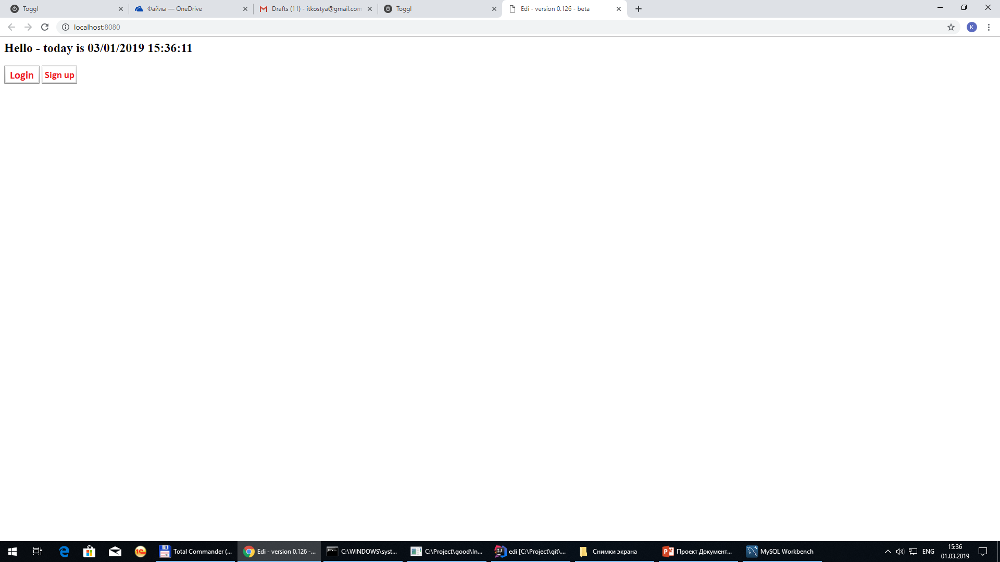 Toggl
Файлы — OneDrive
Drafts (11) - itkostya@gmail.com
Toggl
Edi - version 0.126 - beta
localhost:8080
K
Hello - today is 03/01/2019 15:36:11
Login Sign up
Total Commander (...
Edi - version 0.126 -...
C:\WINDOWS\syst...
C:\Project\good\In...
edi [C:\Project\git\...
Снимки экрана
Проект Документ...
MySQL Workbench
ENG
15:36
01.03.2019